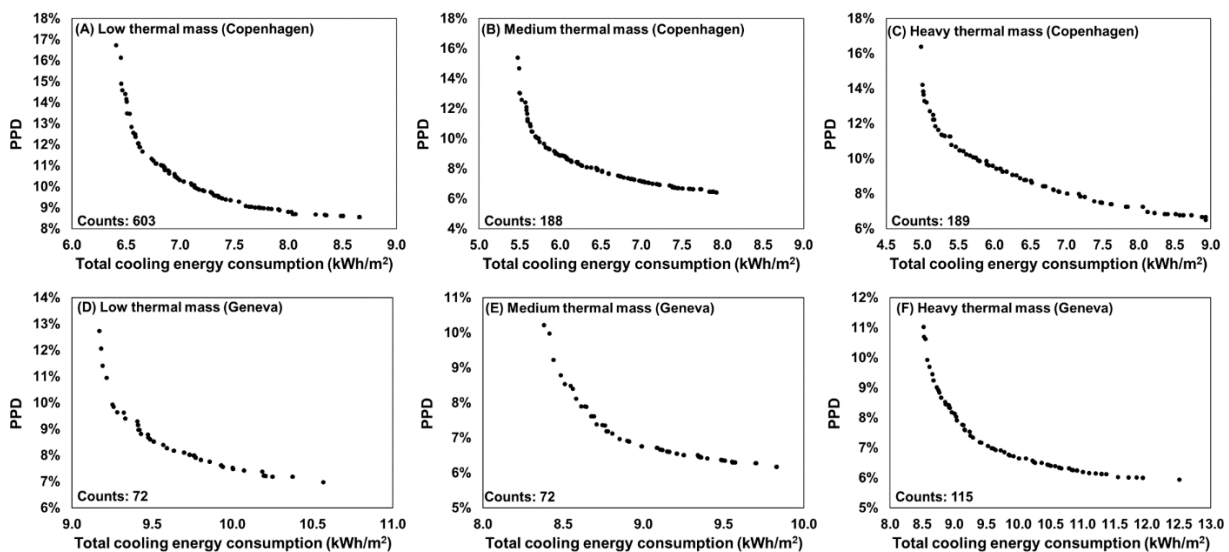 (A) Low thermal mass (Copenhagen)
18%
17%
16%
15%
14%
13%
12%
11%
10%
9%
8%
PPD
Counts: 603
6.0 6.5 7.0 7.5 8.0 8.5 9.0
Total cooling energy consumption (kWh/m²)
(B) Medium thermal mass (Copenhagen)
18%
16%
14%
12%
10%
8%
6%
4%
PPD
Counts: 188
5.0 5.5 6.0 6.5 7.0 7.5 8.0 8.5 9.0
Total cooling energy consumption (kWh/m²)
(C) Heavy thermal mass (Copenhagen)
18%
16%
14%
12%
10%
8%
6%
PPD
Counts: 189
4.5 5.0 5.5 6.0 6.5 7.0 7.5 8.0 8.5 9.0
Total cooling energy consumption (kWh/m²)
(D) Low thermal mass (Geneva)
14%
13%
12%
11%
10%
9%
8%
7%
6%
PPD
Counts: 72
9.0 9.5 10.0 10.5 11.0
Total cooling energy consumption (kWh/m²)
(E) Medium thermal mass (Geneva)
11%
10%
9%
8%
7%
6%
5%
PPD
Counts: 72
8.0 8.5 9.0 9.5 10.0
Total cooling energy consumption (kWh/m²)
(F) Heavy thermal mass (Geneva)
12%
11%
10%
9%
8%
7%
6%
5%
PPD
Counts: 115
8.0 8.5 9.0 9.5 10.0 10.5 11.0 11.5 12.0 12.5 13.0
Total cooling energy consumption (kWh/m²)